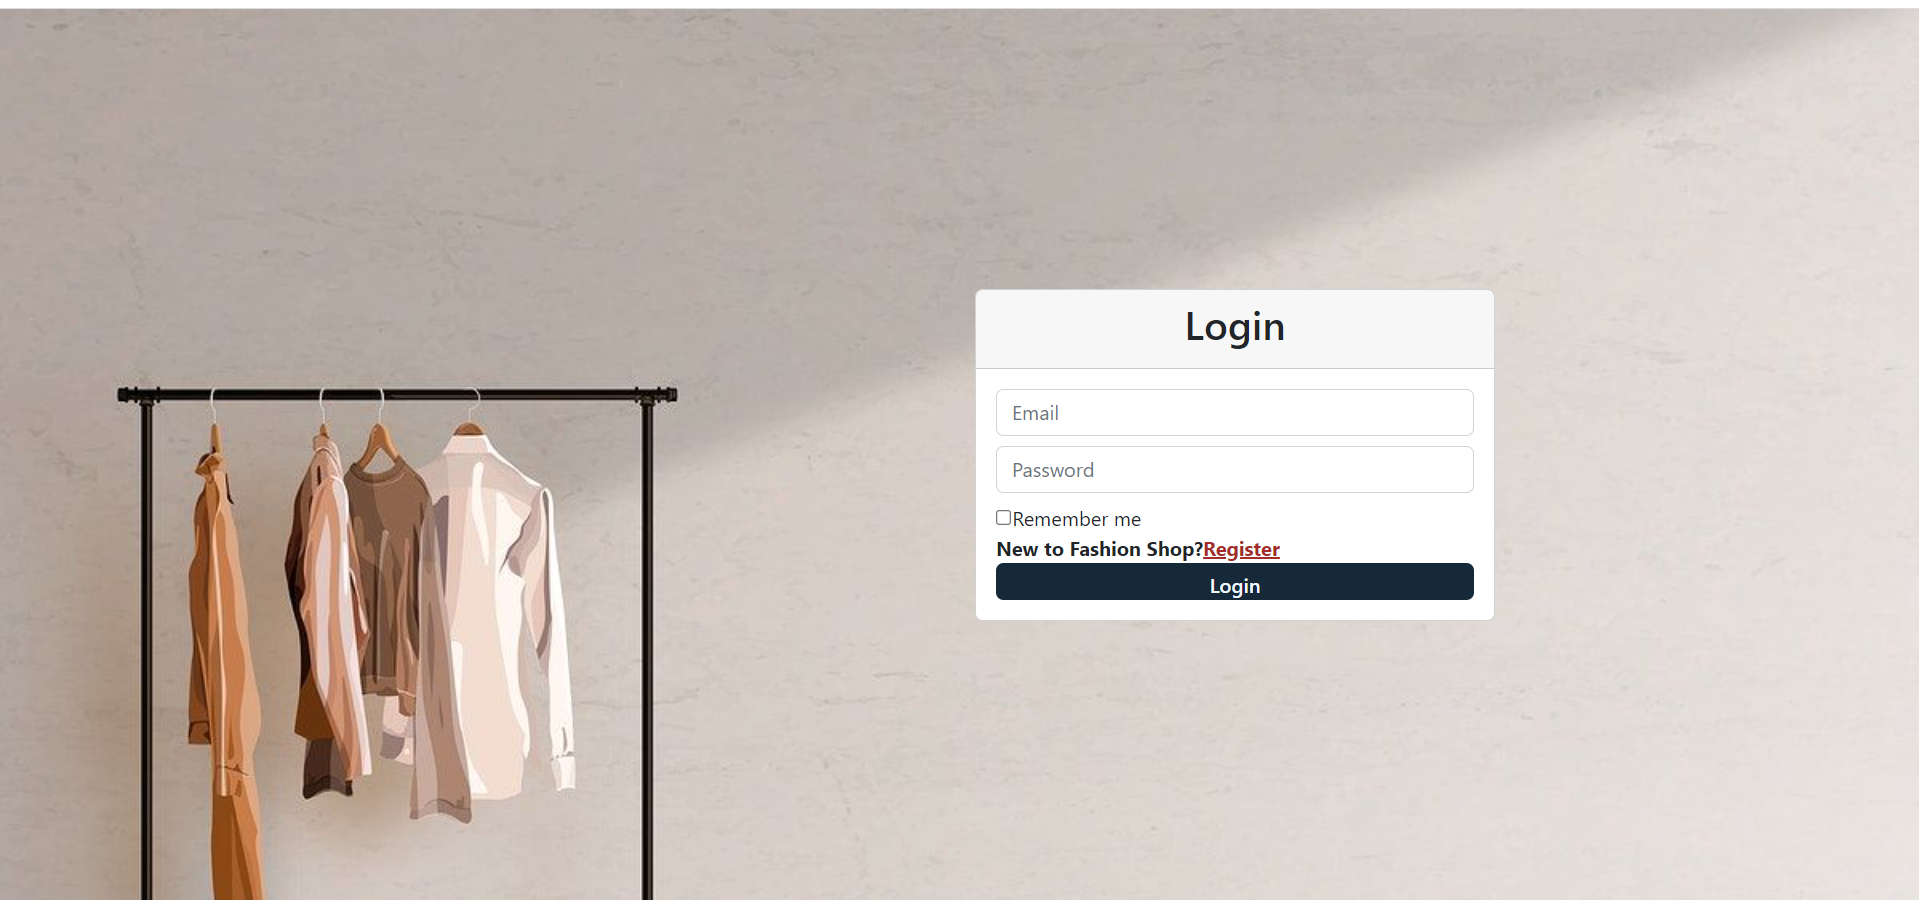 Login
Email
Password
Remember me
New to Fashion Shop?Register
Login